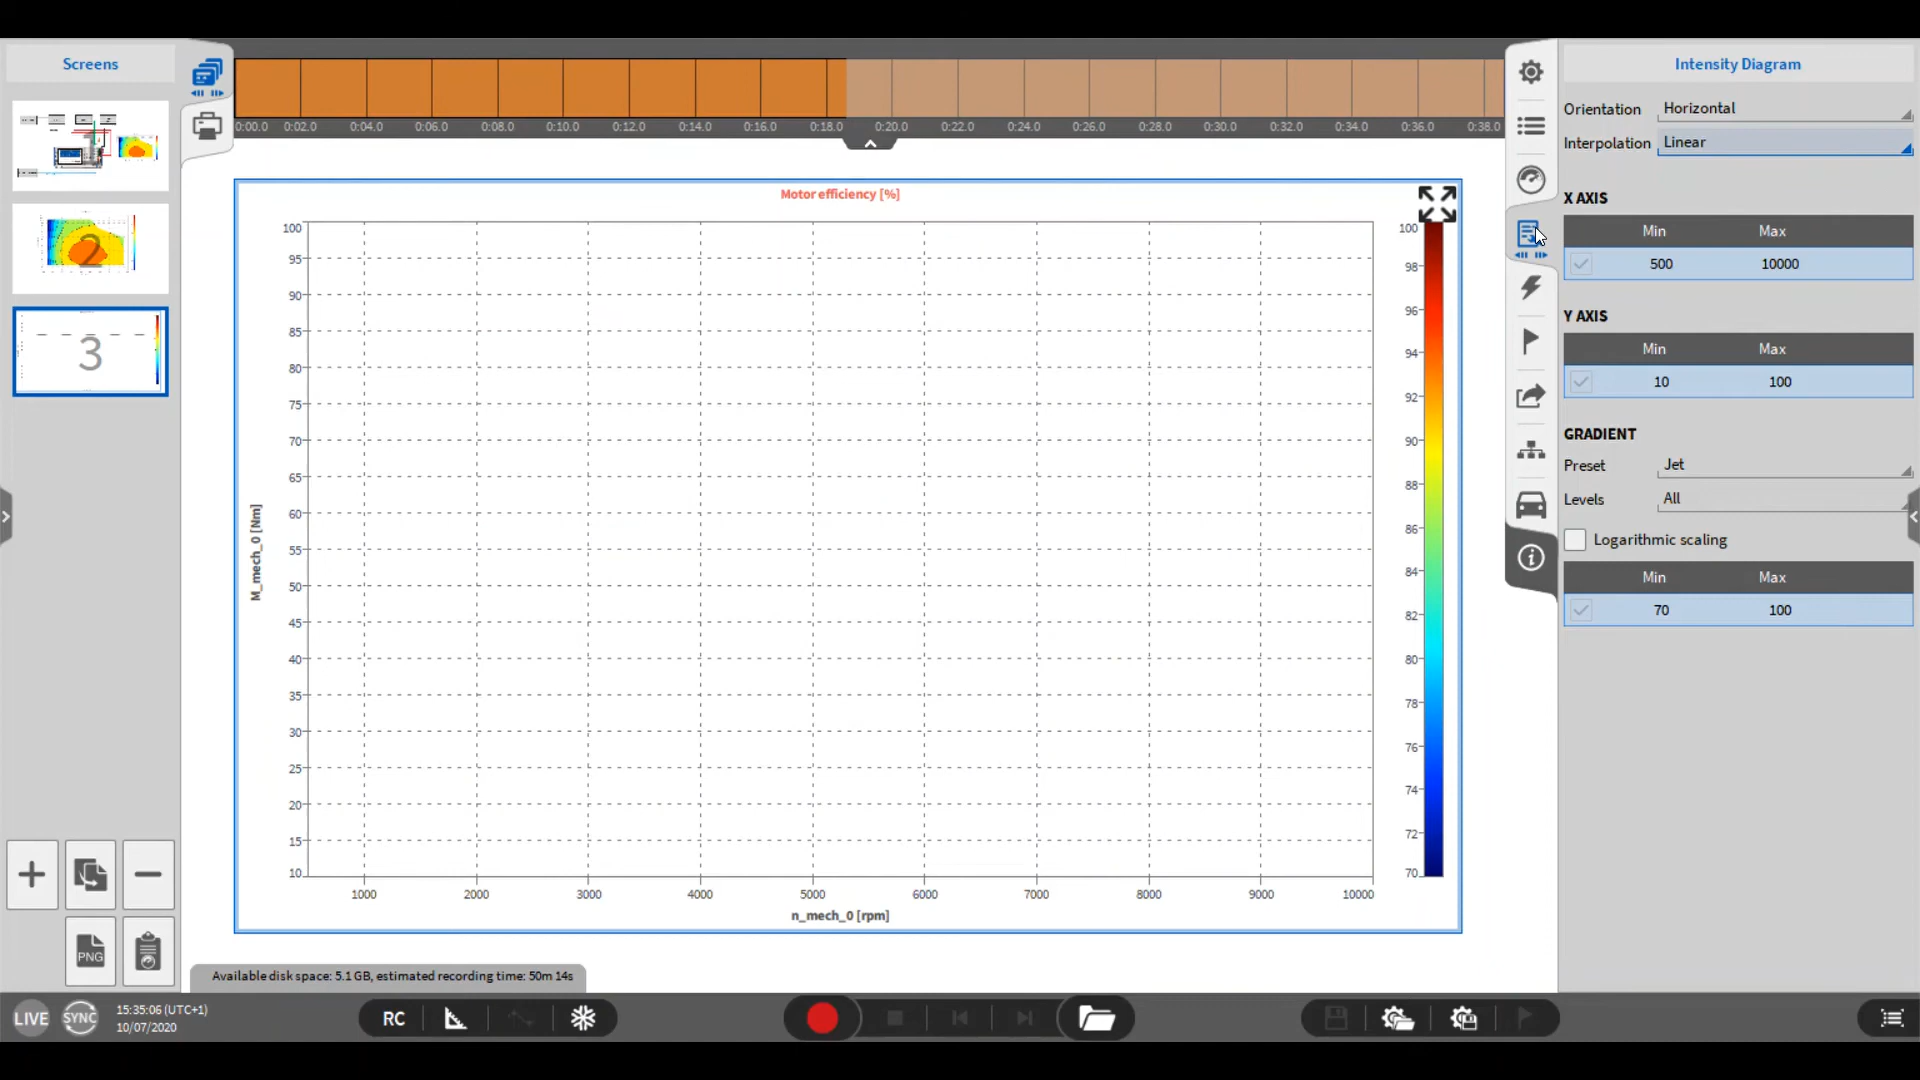 Screens
2
3
PNG
0:00.0 0:02.0 0:04.0 0:06.0 0:08.0 0:10.0 0:12.0 0:14.0 0:16.0 0:18.0 0:20.0 0:22.0 0:24.0 0:26.0 0:28.0 0:30.0 0:32.0 0:34.0 0:36.0 0:38.0
Motor efficiency [%]
100
95
90
85
80
75
70
65
60
55
50
45
40
35
30
25
20
15
10
M_mech_0 [Nm]
1000 2000 3000 4000 5000 6000 7000 8000 9000 10000
n_mech_0 [rpm]
100
98
96
94
92
90
88
86
84
82
80
78
76
74
72
70
Intensity Diagram
Orientation Horizontal
Interpolation Linear
X AXIS
Min Max
500 10000
Y AXIS
Min Max
10 100
GRADIENT
Preset Jet
Levels All
Logarithmic scaling
Min Max
70 100
Available disk space: 5.1 GB, estimated recording time: 50m 14s
LIVE SYNC 15:35:06 (UTC+1)
10/07/2020
RC